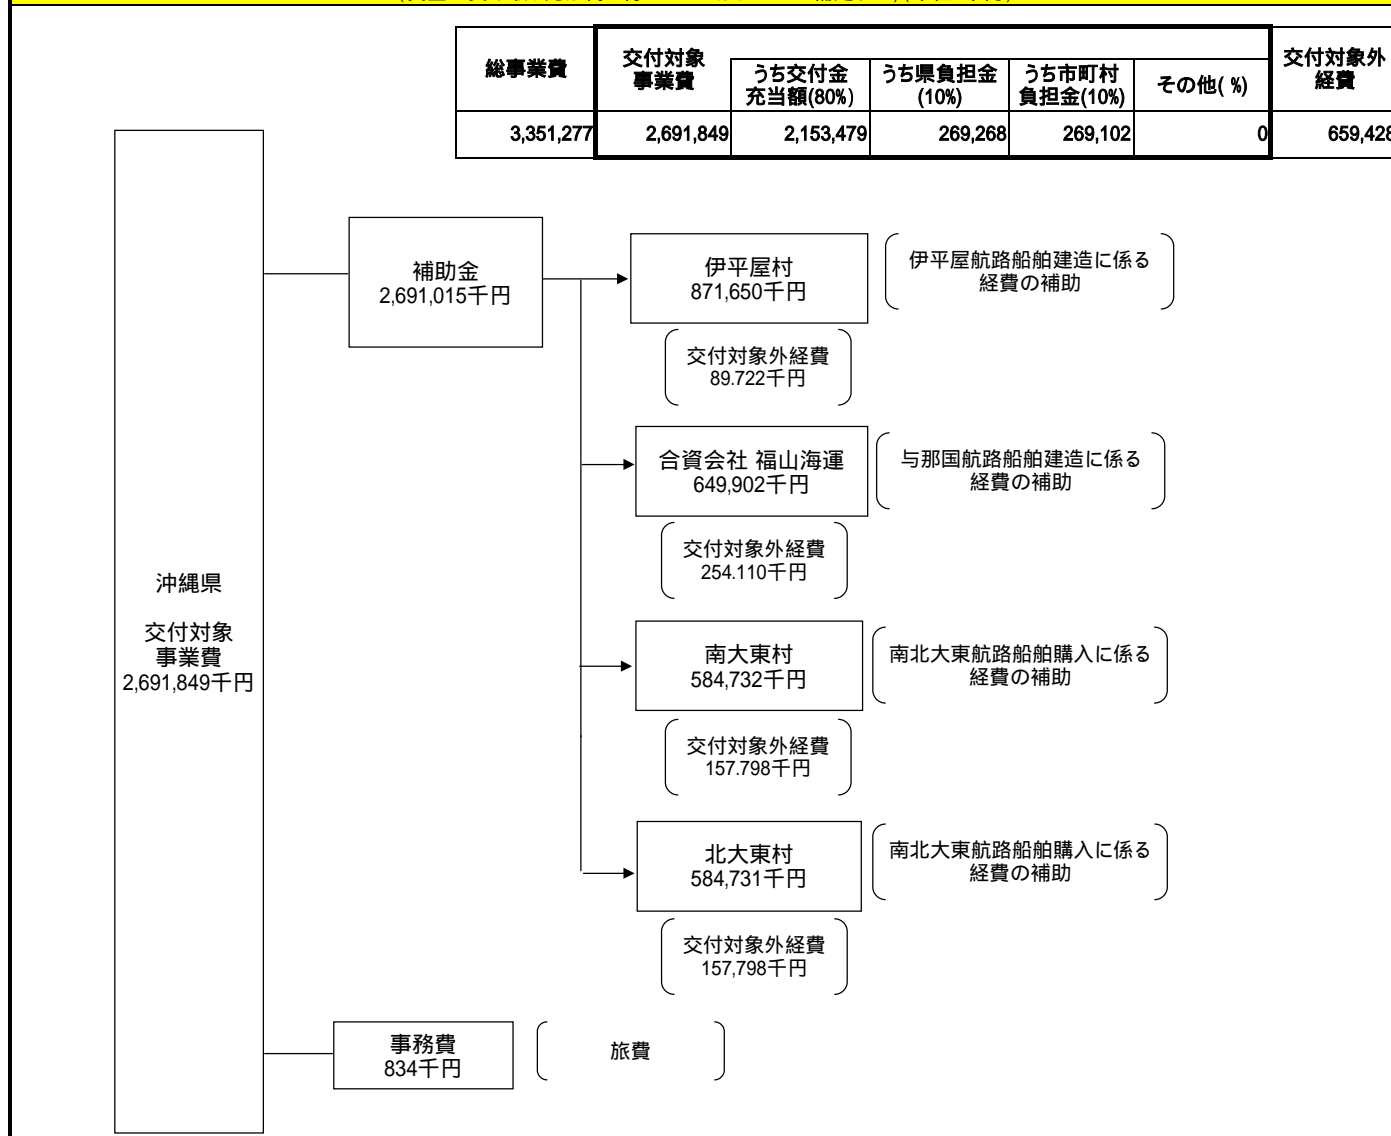 総事業費
交付対象
事業費
うち交付金
充当額(80%)
うち県負担金
(10%)
うち市町村
負担金(10%)
その他( %)
交付対象外
経費
3,351,277
2,691,849
2,153,479
269,268
269,102
0
659,428
沖縄県
交付対象
事業費
2,691,849千円
補助金
2,691,015千円
伊平屋村
871,650千円
伊平屋航路船舶建造に係る
経費の補助
交付対象外経費
89.722千円
合資会社 福山海運
649,902千円
与那国航路船舶建造に係る
経費の補助
交付対象外経費
254.110千円
南大東村
584,732千円
南北大東航路船舶購入に係る
経費の補助
交付対象外経費
157.798千円
北大東村
584,731千円
南北大東航路船舶購入に係る
経費の補助
交付対象外経費
157,798千円
事務費
834千円
旅費